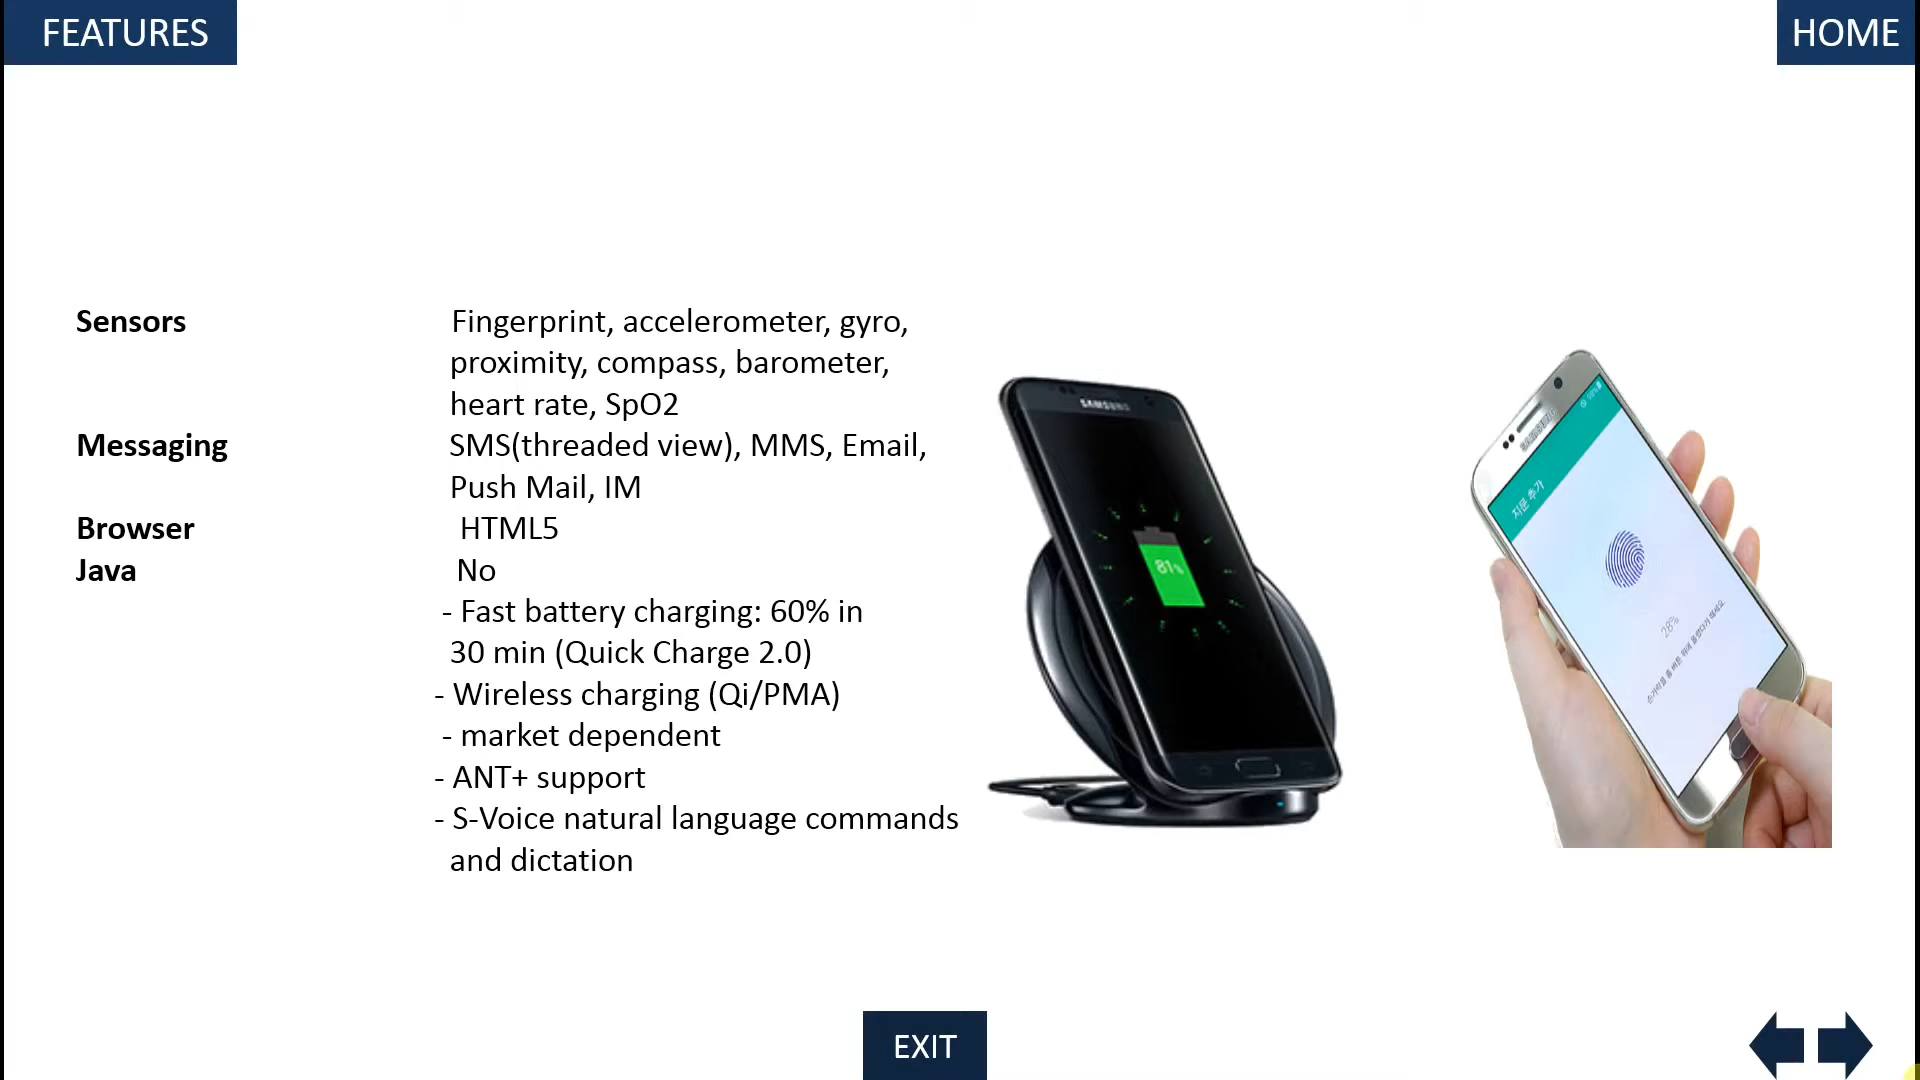 FEATURES
HOME
Sensors Fingerprint, accelerometer, gyro,
proximity, compass, barometer,
heart rate, SpO2
Messaging SMS(threaded view), MMS, Email,
Push Mail, IM
Browser HTML5
Java No
- Fast battery charging: 60% in
30 min (Quick Charge 2.0)
- Wireless charging (Qi/PMA)
- market dependent
- ANT+ support
- S-Voice natural language commands
and dictation
SAMSUNG
81%
SAMSUNG
지문 추가
28%
EXIT